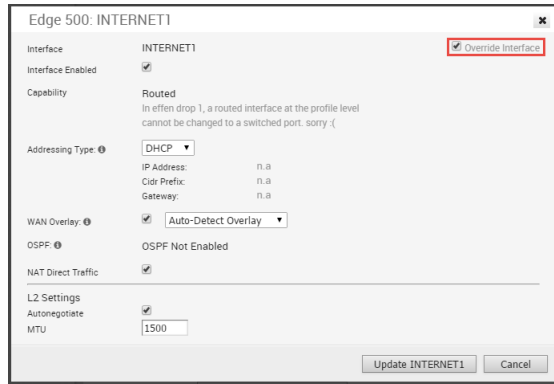 Edge 500: INTERNET1
Interface INTERNET1 Override Interface
Interface Enabled
Capability Routed
In effen drop 1, a routed interface at the profile level
cannot be changed to a switched port. sorry :(
Addressing Type: DHCP
IP Address: n.a
Cidr Prefix: n.a
Gateway: n.a
WAN Overlay: Auto-Detect Overlay
OSPF: OSPF Not Enabled
NAT Direct Traffic
L2 Settings
Autonegotiate
MTU 1500
Update INTERNET1 Cancel